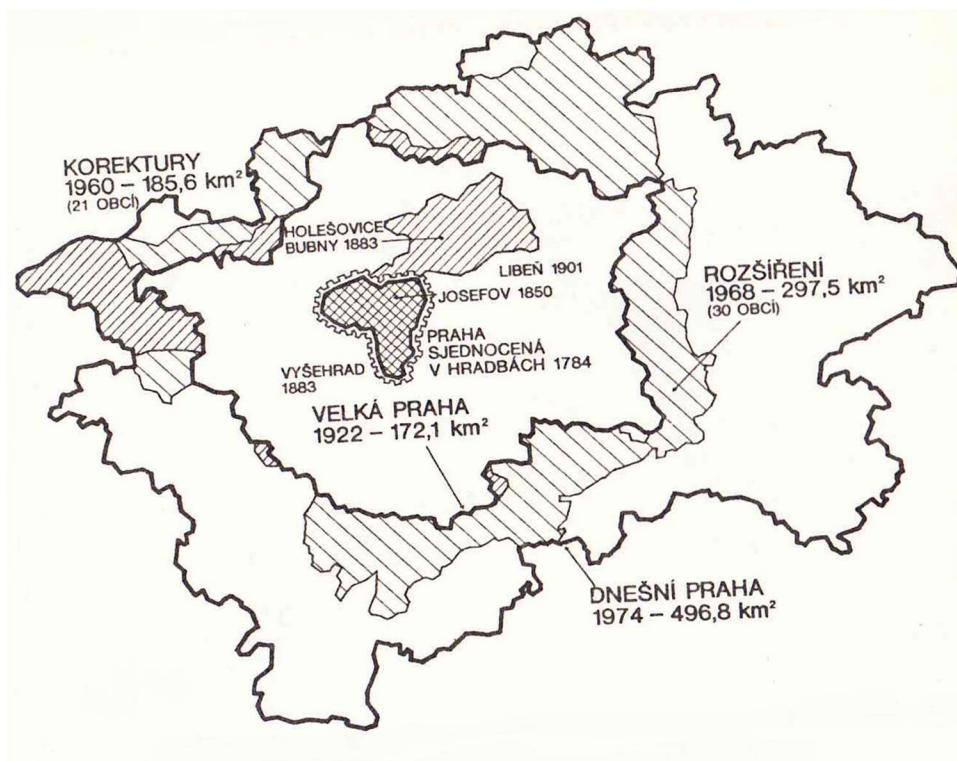 KOREKTURY
1960 – 185,6 km²
(21 OBCÍ)
HOLEŠOVICE
BUBNY 1883
LIBEŇ 1901
JOSEFOV 1850
ROZŠÍŘENÍ
1968 – 297,5 km²
(30 OBCÍ)
PRAHA
SJEDNOCENÁ
V HRADBÁCH 1784
VYŠEHRAD
1883
VELKÁ PRAHA
1922 – 172,1 km²
DNEŠNÍ PRAHA
1974 – 496,8 km²